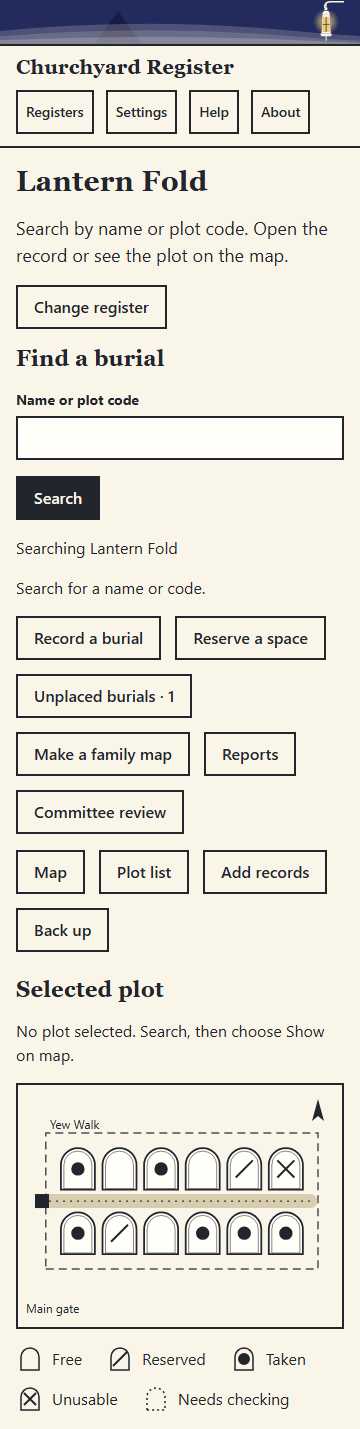 Churchyard Register
Registers Settings Help About
Lantern Fold
Search by name or plot code. Open the
record or see the plot on the map.
Change register
Find a burial
Name or plot code
Search
Searching Lantern Fold
Search for a name or code.
Record a burial Reserve a space
Unplaced burials · 1
Make a family map Reports
Committee review
Map Plot list Add records
Back up
Selected plot
No plot selected. Search, then choose Show
on map.
Yew Walk
Main gate
Free Reserved Taken
Unusable Needs checking